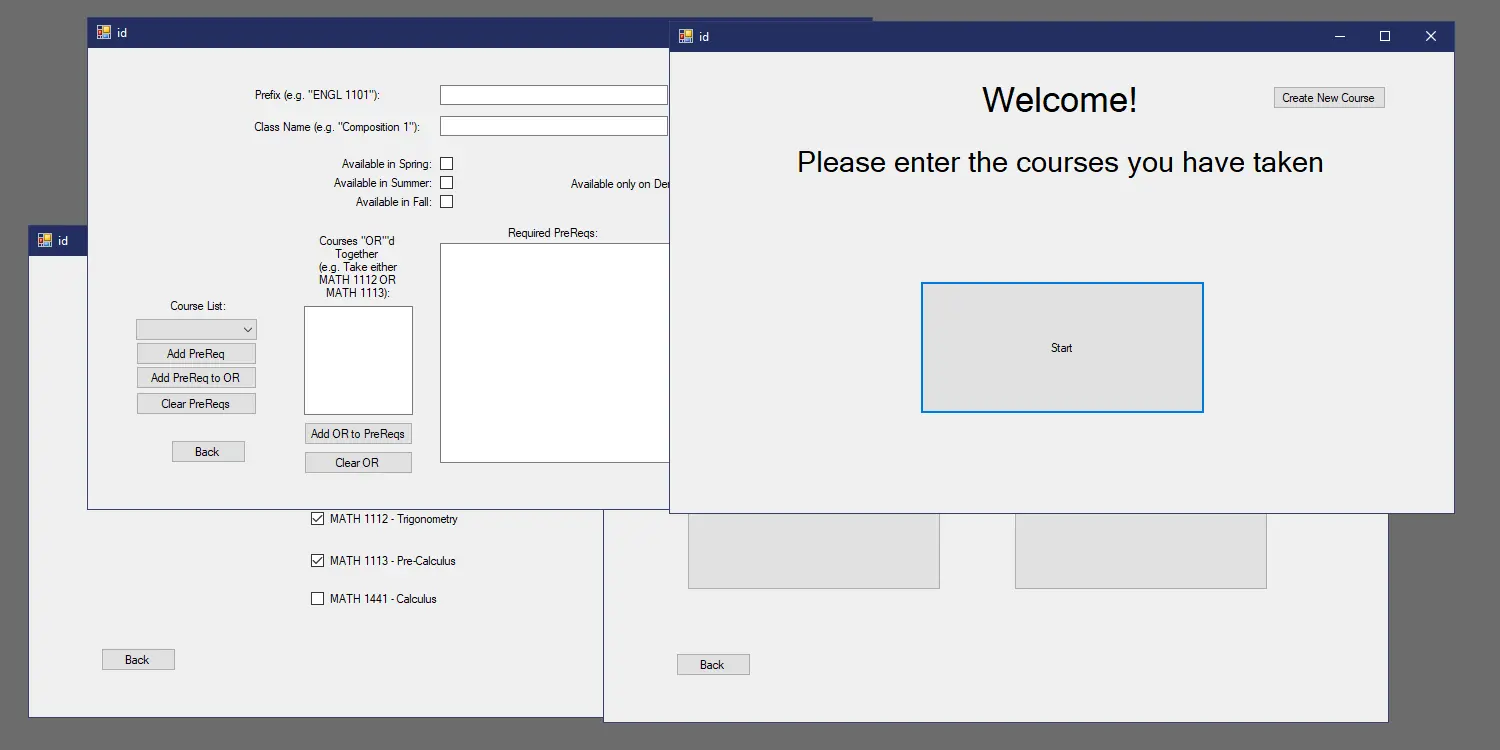 id
Prefix (e.g. "ENGL 1101"):
Class Name (e.g. "Composition 1"):
Available in Spring:
Available in Summer:
Available in Fall:
Available only on De
Courses "OR"'d
Together
(e.g. Take either
MATH 1112 OR
MATH 1113):
Required PreReqs:
Course List:
Add PreReq
Add PreReq to OR
Clear PreReqs
Back
Add OR to PreReqs
Clear OR
id
Welcome!
Create New Course
Please enter the courses you have taken
Start
id
MATH 1112 - Trigonometry
MATH 1113 - Pre-Calculus
MATH 1441 - Calculus
Back
Back